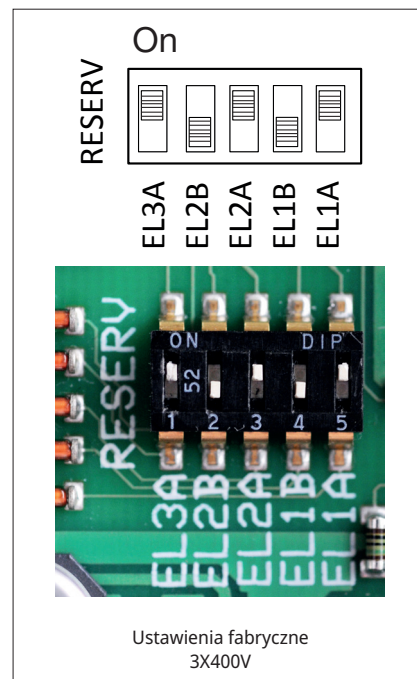 On
RESERV
EL3A
EL2B
EL2A
EL1B
EL1A
ON DIP
52
1 2 3 4 5
RESERV
EL3A
EL2B
EL2A
EL1B
EL1A
Ustawienia fabryczne
3X400V